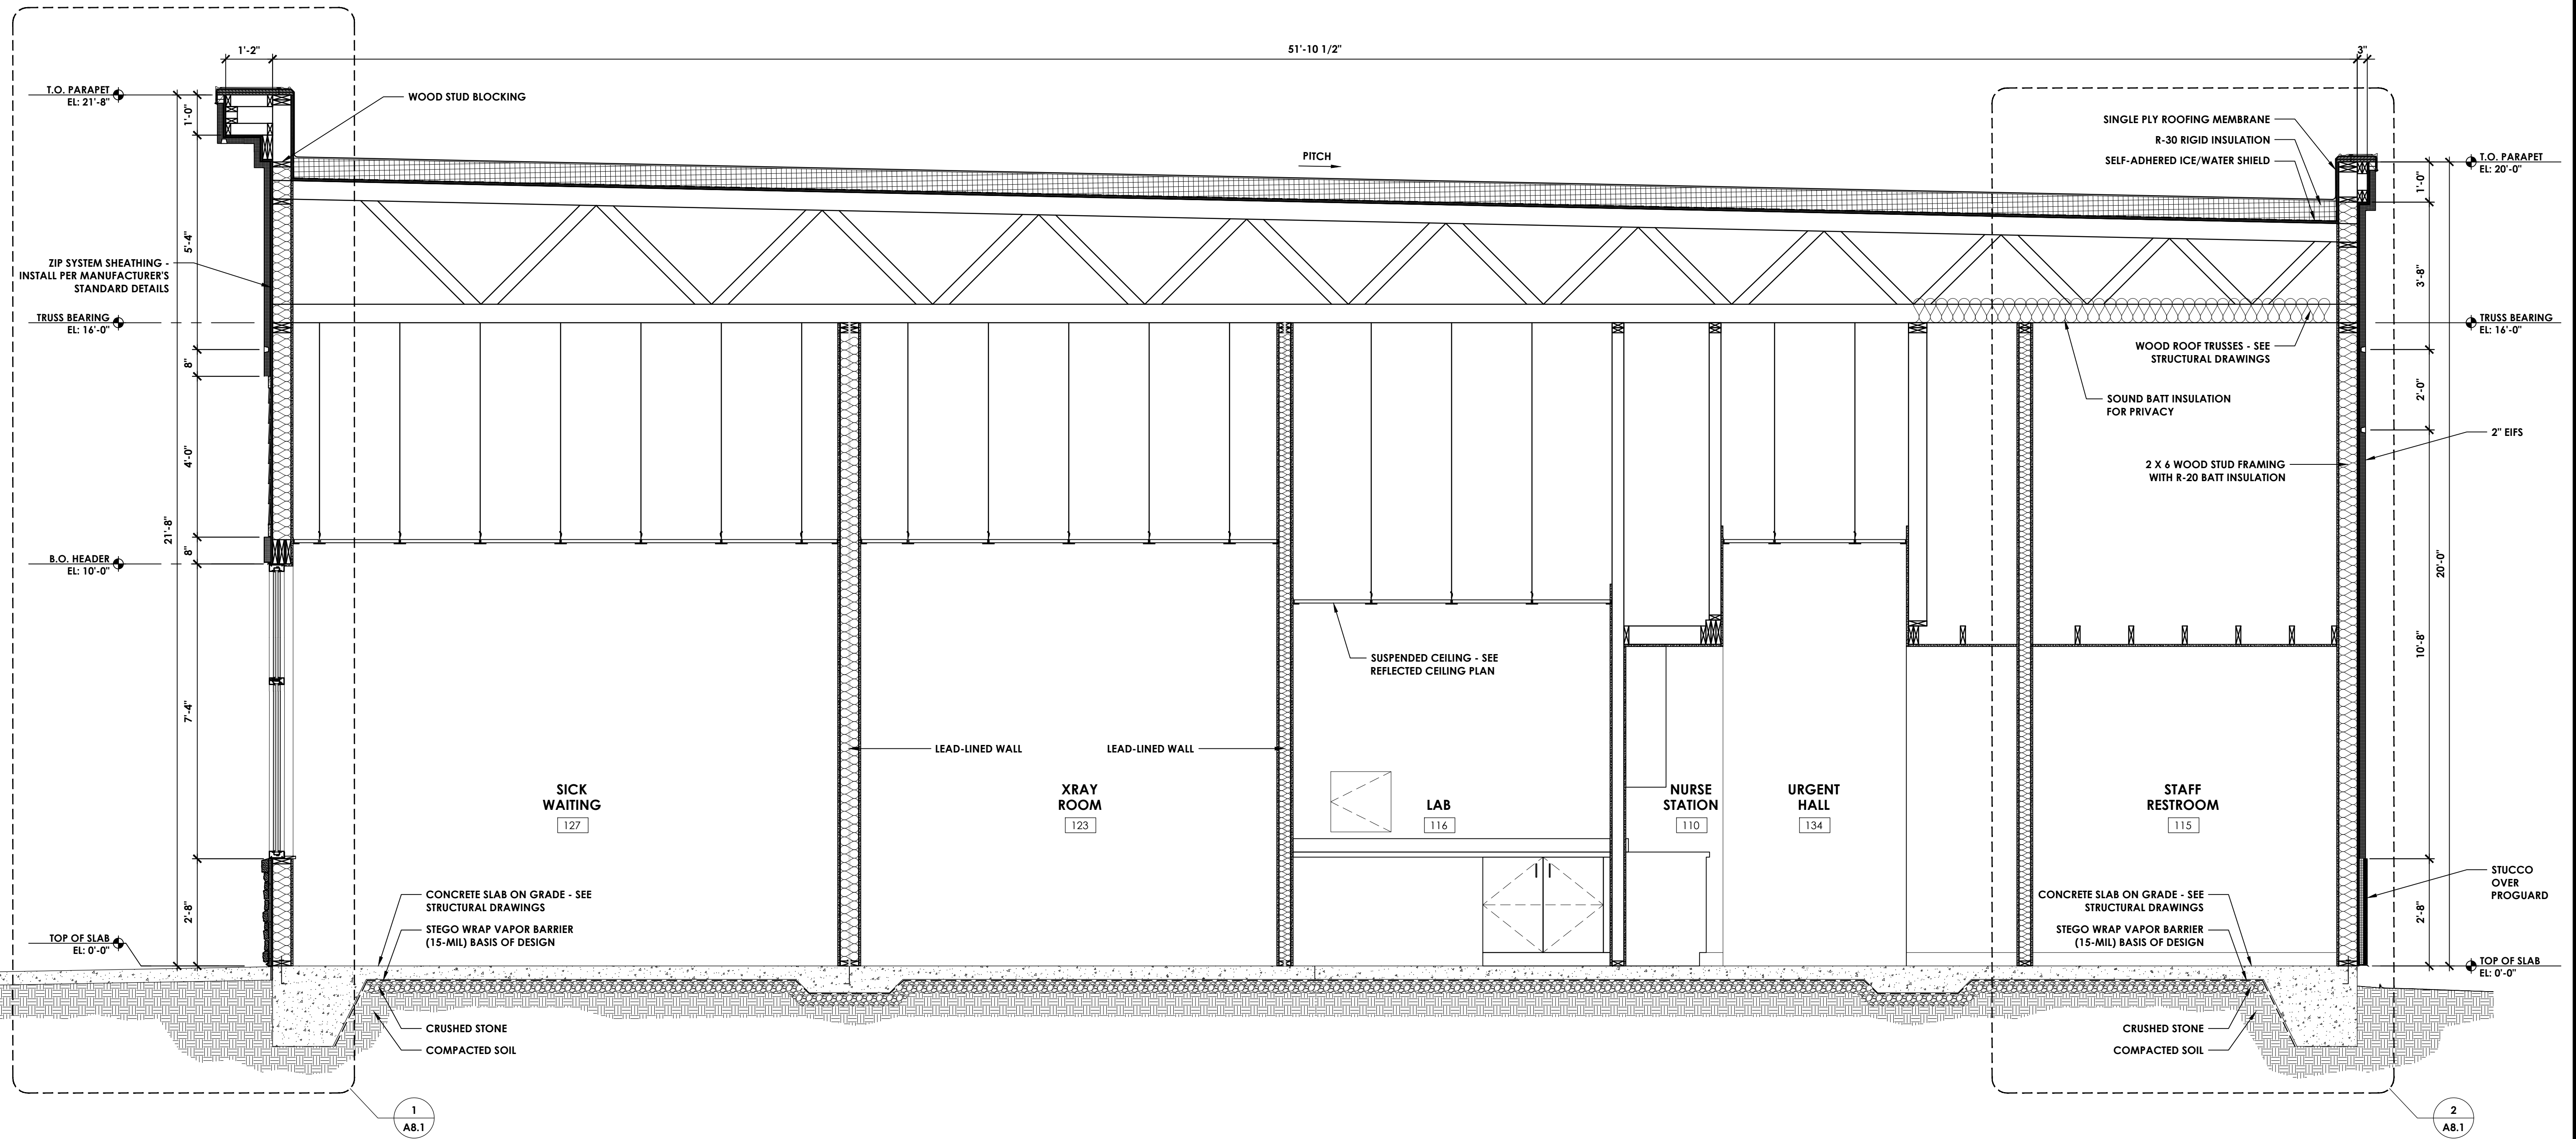 1'-2"
51'-10 1/2"
3"
T.O. PARAPET
EL: 21'-8"
WOOD STUD BLOCKING
1'-0"
SINGLE PLY ROOFING MEMBRANE
R-30 RIGID INSULATION
SELF-ADHERED ICE/WATER SHIELD
PITCH
T.O. PARAPET
EL: 20'-0"
1'-0"
5'-4"
ZIP SYSTEM SHEATHING -
INSTALL PER MANUFACTURER'S
STANDARD DETAILS
3'-8"
TRUSS BEARING
EL: 16'-0"
TRUSS BEARING
EL: 16'-0"
WOOD ROOF TRUSSES - SEE
STRUCTURAL DRAWINGS
8"
SOUND BATT INSULATION
FOR PRIVACY
2'-0"
2" EIFS
4'-0"
2 X 6 WOOD STUD FRAMING
WITH R-20 BATT INSULATION
21'-8"
8"
B.O. HEADER
EL: 10'-0"
20'-0"
10'-8"
SUSPENDED CEILING - SEE
REFLECTED CEILING PLAN
7'-4"
LEAD-LINED WALL
LEAD-LINED WALL
SICK
WAITING
127
XRAY
ROOM
123
LAB
116
NURSE
STATION
110
URGENT
HALL
134
STAFF
RESTROOM
115
STUCCO
OVER
PROGUARD
2'-8"
CONCRETE SLAB ON GRADE - SEE
STRUCTURAL DRAWINGS
STEGO WRAP VAPOR BARRIER
(15-MIL) BASIS OF DESIGN
CONCRETE SLAB ON GRADE - SEE
STRUCTURAL DRAWINGS
STEGO WRAP VAPOR BARRIER
(15-MIL) BASIS OF DESIGN
2'-8"
TOP OF SLAB
EL: 0'-0"
TOP OF SLAB
EL: 0'-0"
CRUSHED STONE
COMPACTED SOIL
CRUSHED STONE
COMPACTED SOIL
1
A8.1
2
A8.1